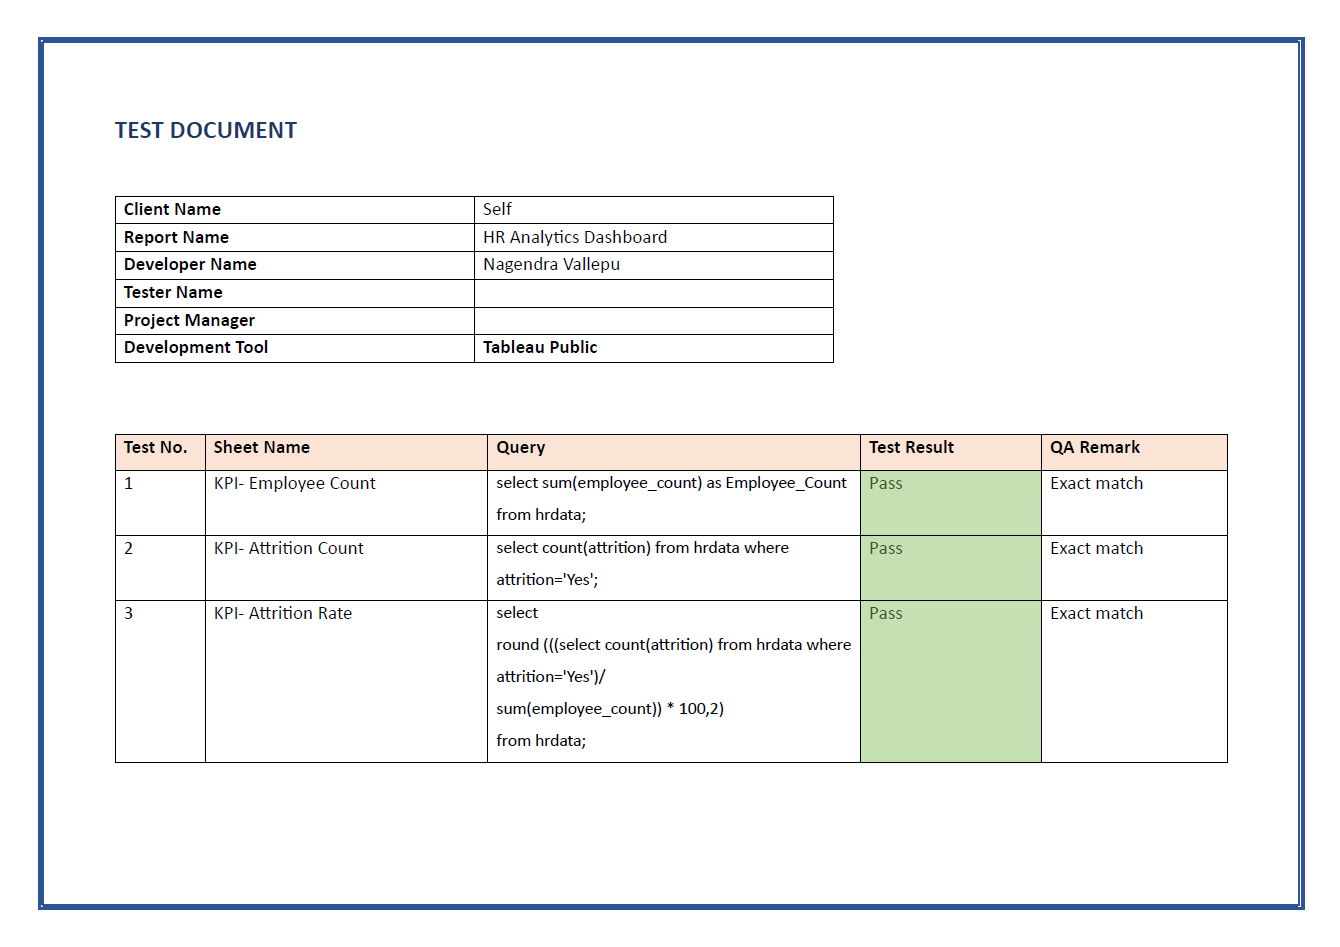 TEST DOCUMENT
Client Name Self
Report Name HR Analytics Dashboard
Developer Name Nagendra Vallepu
Tester Name
Project Manager
Development Tool Tableau Public
Test No. Sheet Name Query Test Result QA Remark
1 KPI- Employee Count select sum(employee_count) as Employee_Count Pass Exact match
from hrdata;
2 KPI- Attrition Count select count(attrition) from hrdata where Pass Exact match
attrition='Yes';
3 KPI- Attrition Rate select Pass Exact match
round (((select count(attrition) from hrdata where
attrition='Yes')/
sum(employee_count)) * 100,2)
from hrdata;